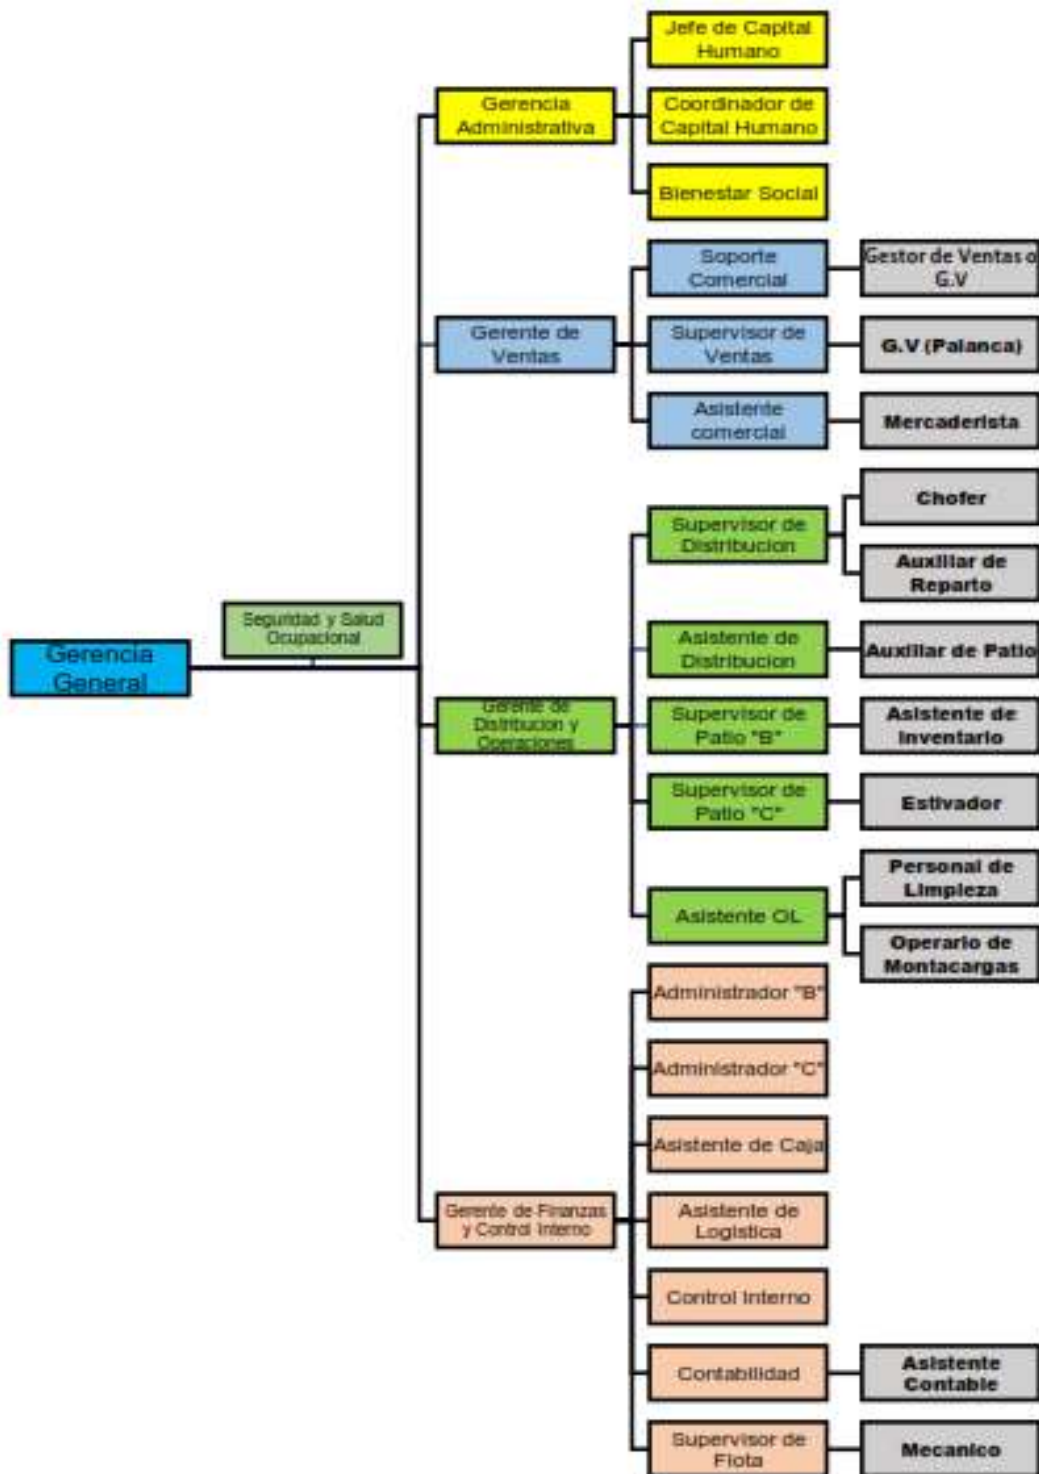 Jefe de Capital
Humano
Gerencia
Administrativa
Coordinador de
Capital Humano
Bienestar Social
Soporte
Comercial
Gestor de Ventas o
G.V
Gerente de
Ventas
Supervisor de
Ventas
G.V (Palanca)
Asistente
comercial
Mercaderista
Supervisor de
Distribucion
Chofer
Auxiliar de
Reparto
Seguridad y Salud
Ocupacional
Gerencia
General
Asistente de
Distribucion
Auxiliar de Patio
Gerente de
Distribucion y
Operaciones
Supervisor de
Patio "B"
Asistente de
Inventario
Supervisor de
Patio "C"
Estivador
Asistente OL
Personal de
Limpieza
Operario de
Montacargas
Administrador "B"
Administrador "C"
Asistente de Caja
Gerente de Finanzas
y Control Interno
Asistente de
Logistica
Control Interno
Contabilidad
Asistente
Contable
Supervisor de
Flota
Mecanico